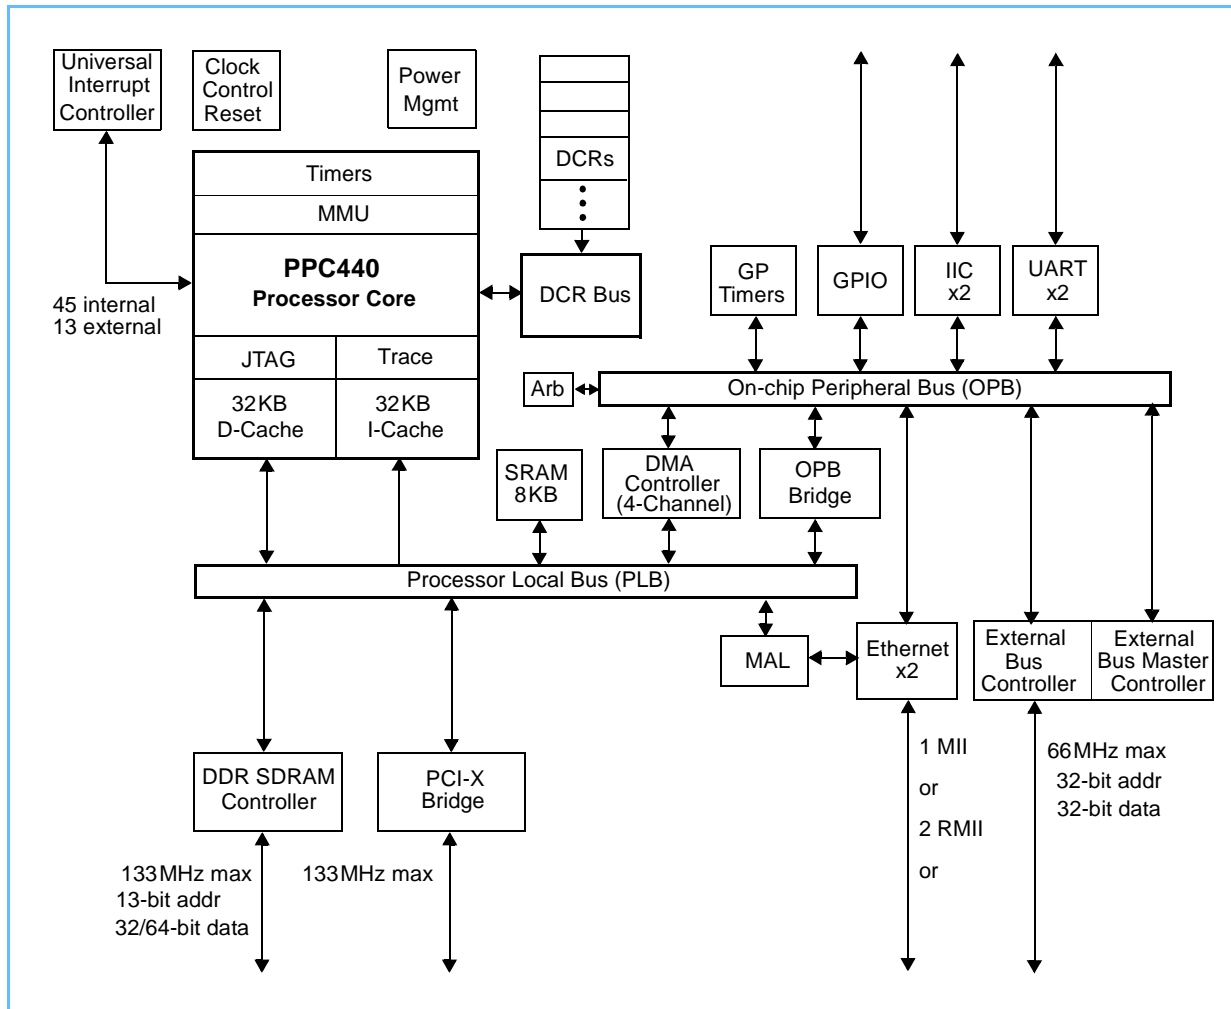 Universal
Interrupt
Controller
Clock
Control
Reset
Power
Mgmt
DCRs
Timers
MMU
PPC440
Processor Core
JTAG
Trace
32KB
D-Cache
32KB
I-Cache
45 internal
13 external
DCR Bus
GP
Timers
GPIO
IIC
x2
UART
x2
Arb
On-chip Peripheral Bus (OPB)
SRAM
8KB
DMA
Controller
(4-Channel)
OPB
Bridge
Processor Local Bus (PLB)
MAL
Ethernet
x2
External
Bus
Controller
External
Bus Master
Controller
DDR SDRAM
Controller
PCI-X
Bridge
1 MII
or
2 RMII
or
66MHz max
32-bit addr
32-bit data
133MHz max
13-bit addr
32/64-bit data
133MHz max